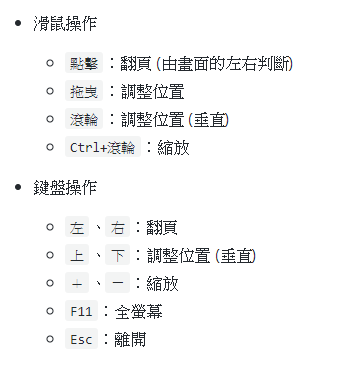 滑鼠操作
點擊：翻頁 (由畫面的左右判斷)
拖曳：調整位置
滾輪：調整位置 (垂直)
Ctrl+滾輪：縮放
鍵盤操作
左、右：翻頁
上、下：調整位置 (垂直)
＋、－：縮放
F11：全螢幕
Esc：離開